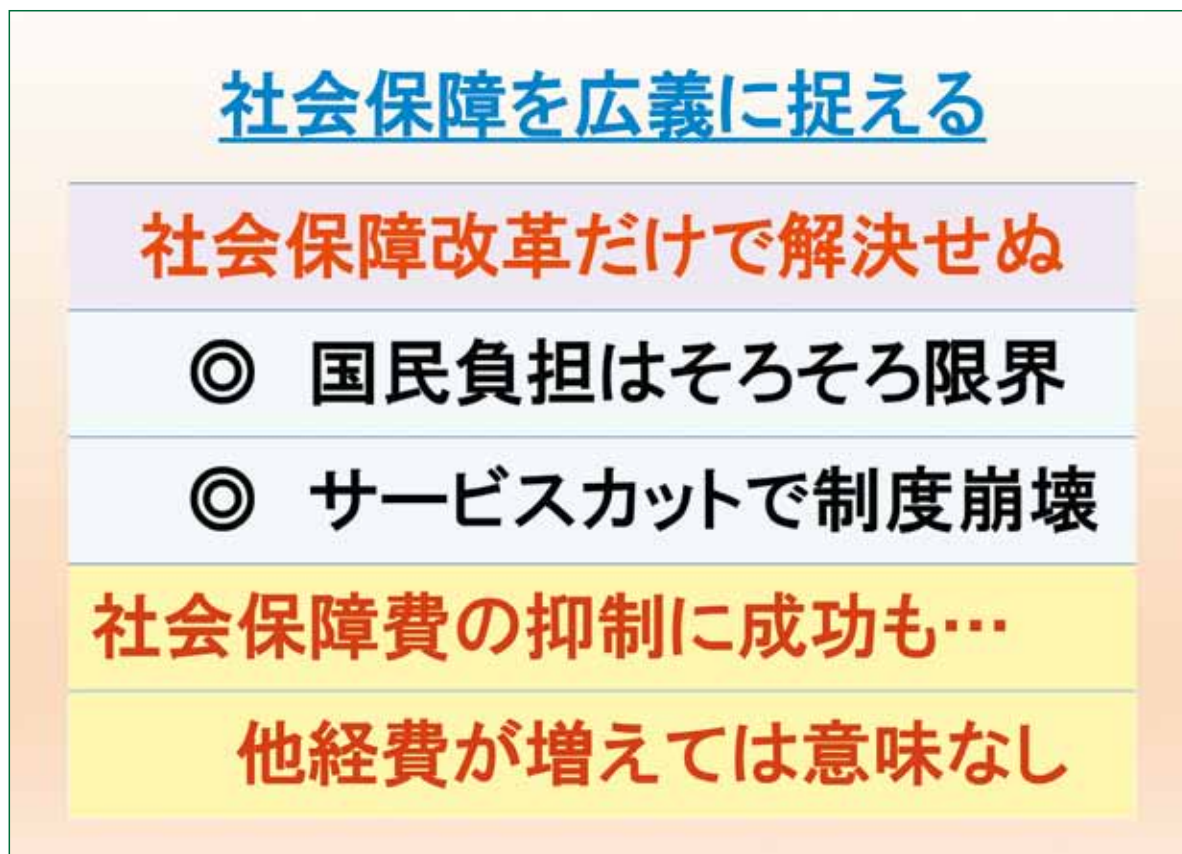 社会保障を広義に捉える
社会保障改革だけで解決せぬ
◎　国民負担はそろそろ限界
◎　サービスカットで制度崩壊
社会保障費の抑制に成功も…
他経費が増えては意味なし